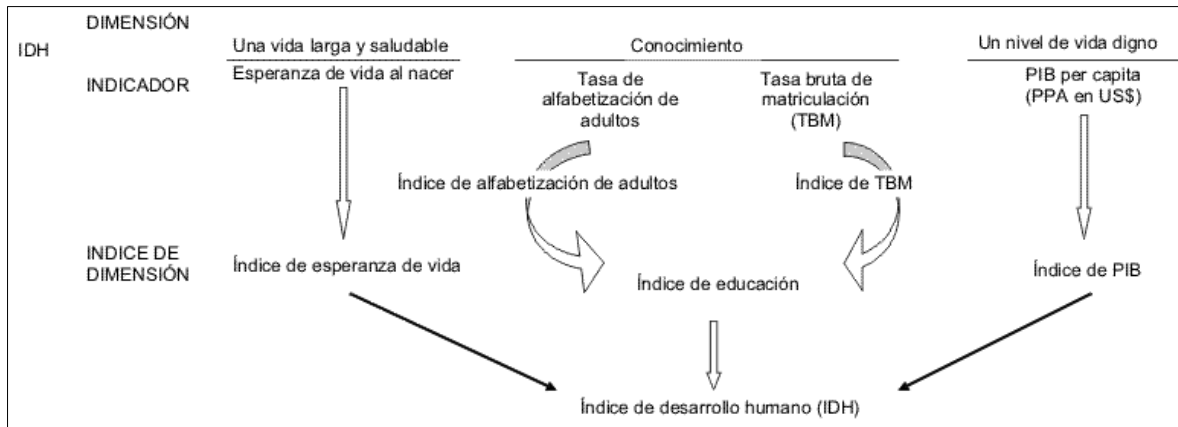 DIMENSIÓN
IDH
Una vida larga y saludable
Conocimiento
Un nivel de vida digno
INDICADOR
Esperanza de vida al nacer
Tasa de
alfabetización de
adultos
Tasa bruta de
matriculación
(TBM)
PIB per capita
(PPA en US$)
Índice de alfabetización de adultos
Índice de TBM
INDICE DE
DIMENSIÓN
Índice de esperanza de vida
Índice de educación
Índice de PIB
Índice de desarrollo humano (IDH)